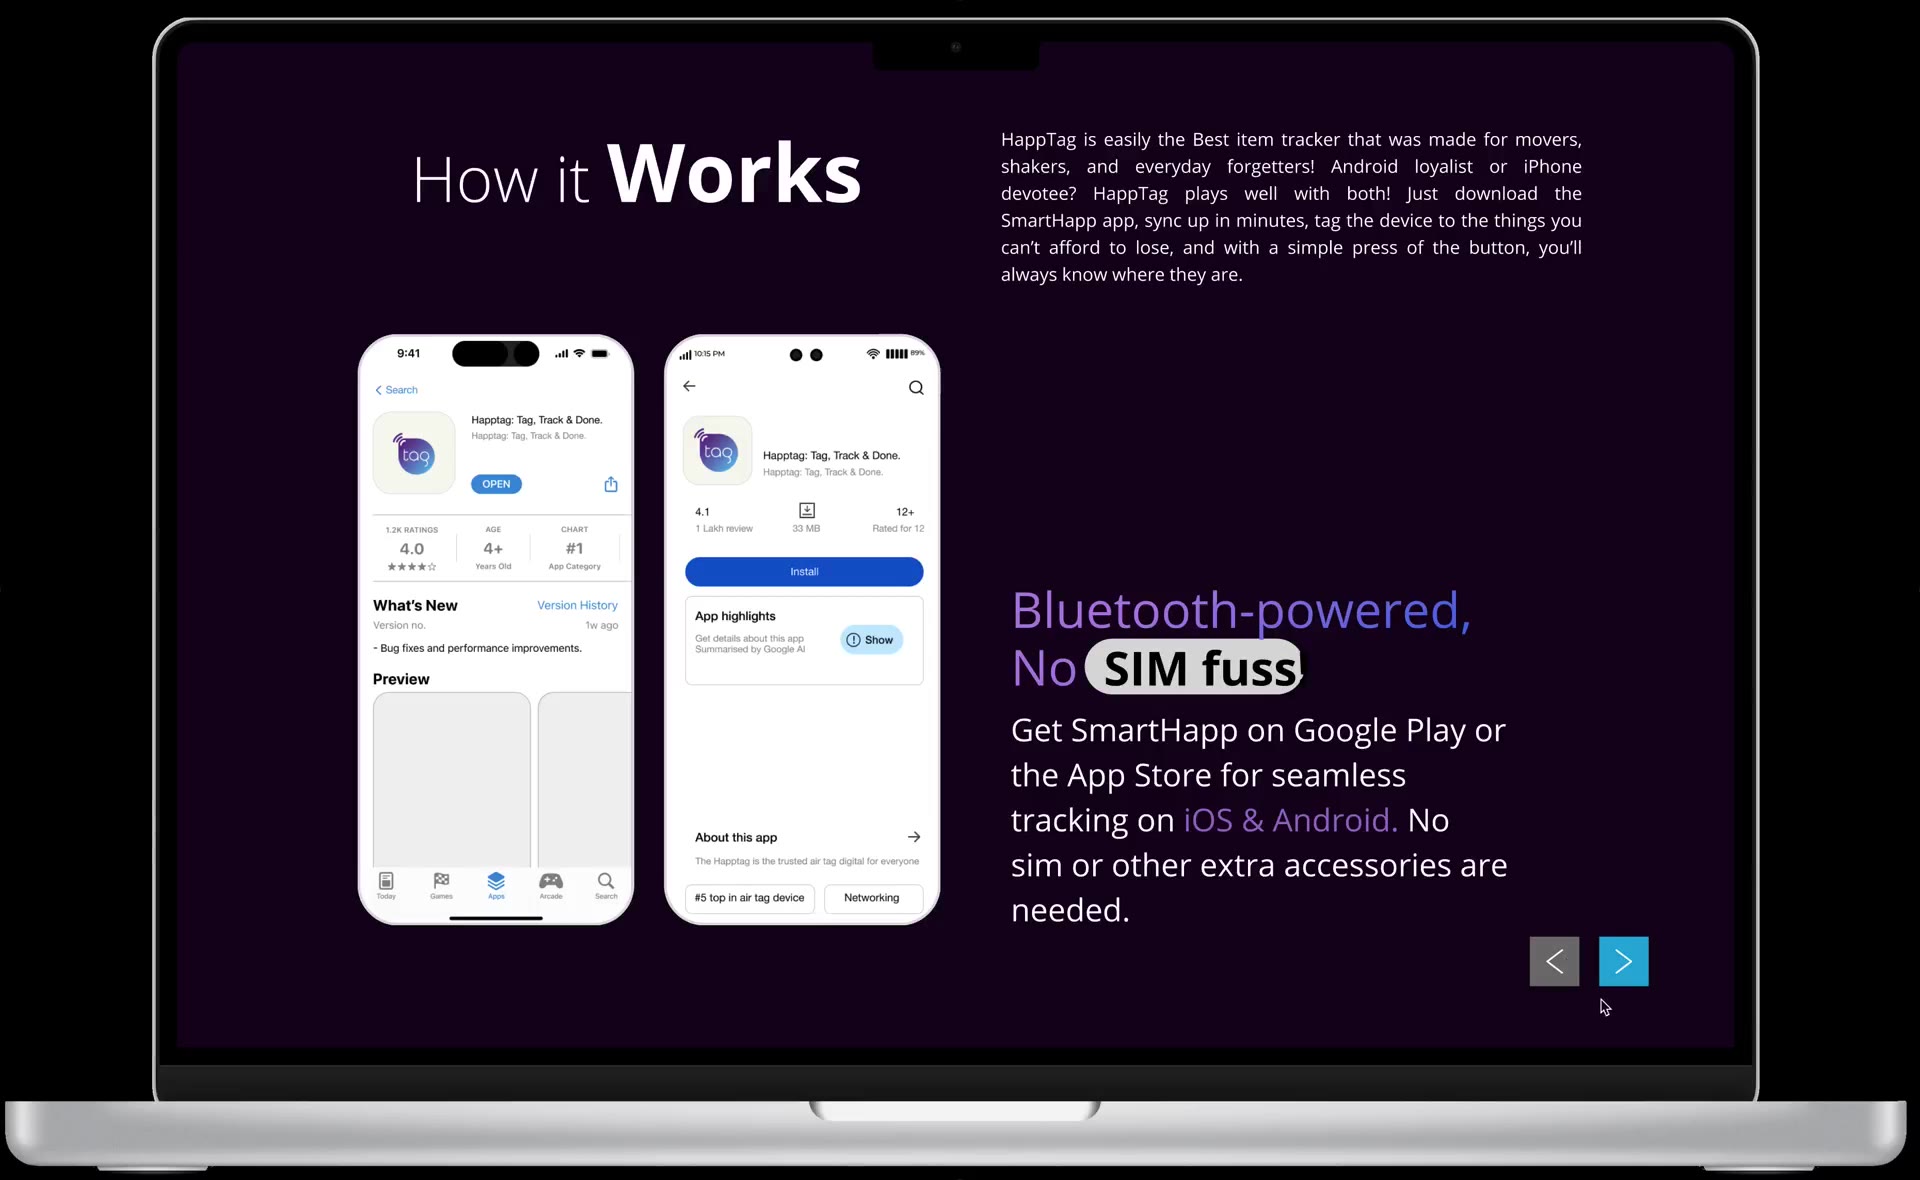 How it Works
HappTag is easily the Best item tracker that was made for movers,
shakers, and everyday forgetters! Android loyalist or iPhone
devotee? HappTag plays well with both! Just download the
SmartHapp app, sync up in minutes, tag the device to the things you
can't afford to lose, and with a simple press of the button, you'll
always know where they are.
9:41
Search
tag
Happtag: Tag, Track & Done.
Happtag: Tag, Track & Done.
OPEN
1.2K RATINGS
4.0
AGE
4+
Years Old
CHART
#1
App Category
What's New
Version History
Version no.
1w ago
- Bug fixes and performance improvements.
Preview
Today
Games
Apps
Arcade
Search
10:15 PM
89%
tag
Happtag: Tag, Track & Done.
Happtag: Tag, Track & Done.
4.1
1 Lakh review
33 MB
12+
Rated for 12
Install
App highlights
Get details about this app
Summarised by Google AI
Show
About this app
The Happtag is the trusted air tag digital for everyone
#5 top in air tag device
Networking
Bluetooth-powered,
No SIM fuss
Get SmartHapp on Google Play or
the App Store for seamless
tracking on iOS & Android. No
sim or other extra accessories are
needed.